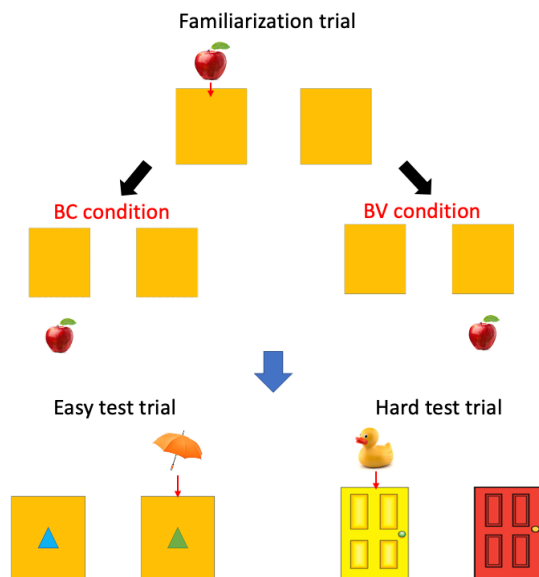 Familiarization trial
BC condition
BV condition
Easy test trial
Hard test trial